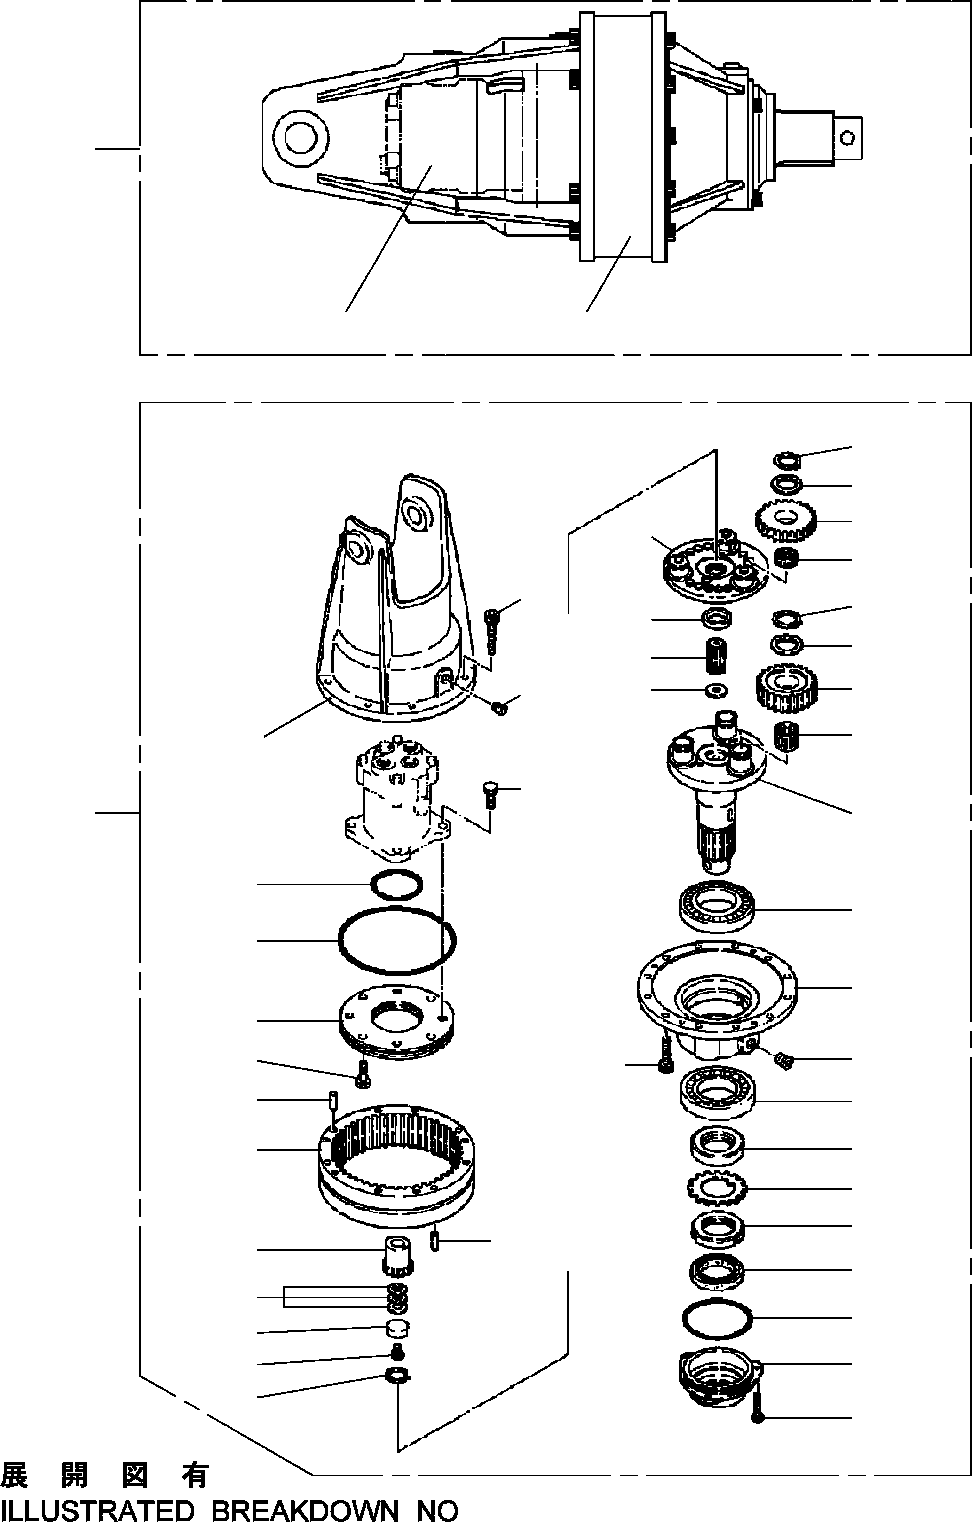 展開図有
ILLUSTRATED BREAKDOWN NO